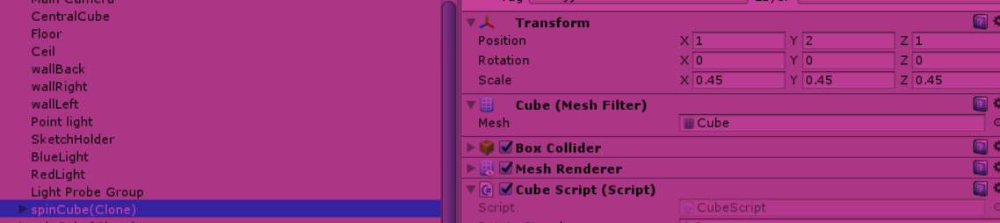 CentralCube
Floor
Ceil
wallBack
wallRight
wallLeft
Point light
SketchHolder
BlueLight
RedLight
Light Probe Group
spinCube(Clone)
Transform
Position X 1 Y 2 Z 1
Rotation X 0 Y 0 Z 0
Scale X 0.45 Y 0.45 Z 0.45
Cube (Mesh Filter)
Mesh Cube
Box Collider
Mesh Renderer
Cube Script (Script)
Script CubeScript